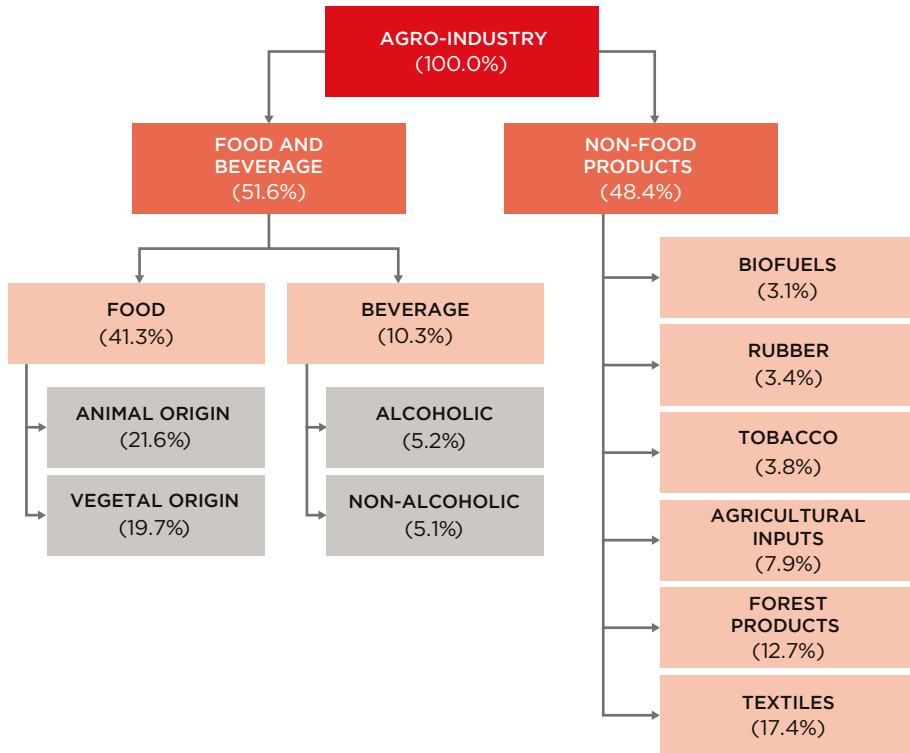 AGRO-INDUSTRY
(100.0%)
FOOD AND
BEVERAGE
(51.6%)
NON-FOOD
PRODUCTS
(48.4%)
FOOD
(41.3%)
BEVERAGE
(10.3%)
ANIMAL ORIGIN
(21.6%)
VEGETAL ORIGIN
(19.7%)
ALCOHOLIC
(5.2%)
NON-ALCOHOLIC
(5.1%)
BIOFUELS
(3.1%)
RUBBER
(3.4%)
TOBACCO
(3.8%)
AGRICULTURAL
INPUTS
(7.9%)
FOREST
PRODUCTS
(12.7%)
TEXTILES
(17.4%)